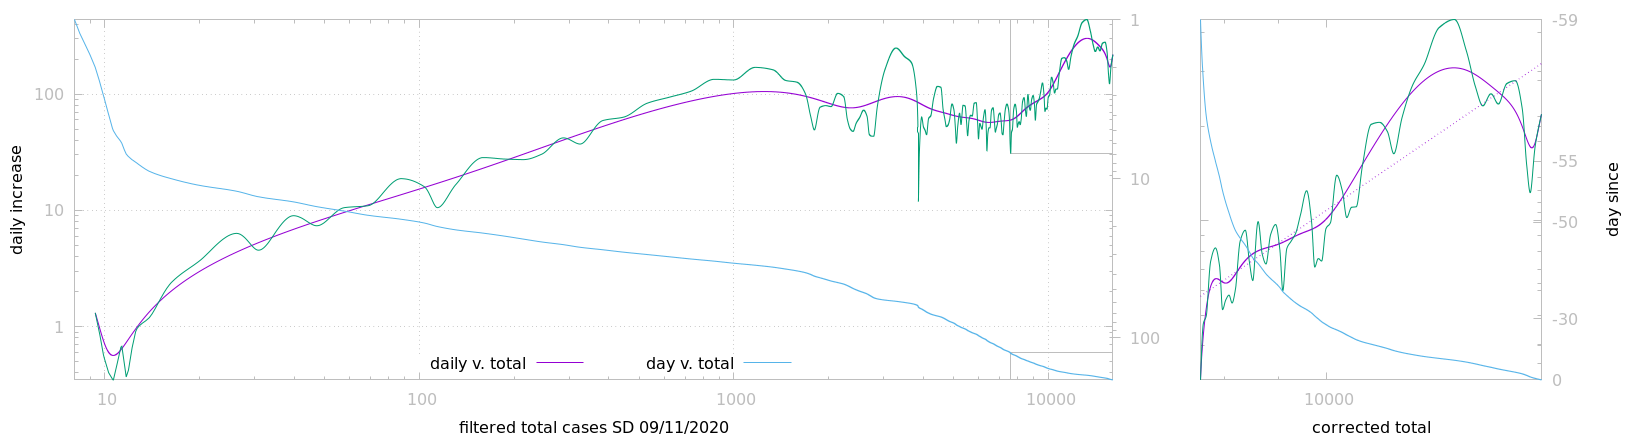 daily increase
100
10
1
10
100
1000
10000
filtered total cases SD 09/11/2020
daily v. total
day v. total
1
10
100
10000
corrected total
-59
-55
-50
-30
0
day since